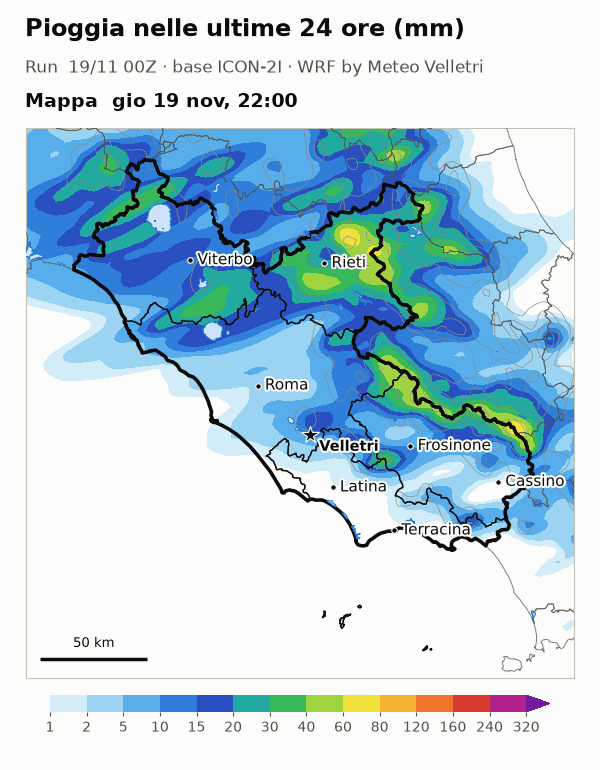 Pioggia nelle ultime 24 ore (mm)
Run  19/11 00Z · base ICON-2I · WRF by Meteo Velletri
Mappa  gio 19 nov, 22:00
Viterbo
Rieti
Roma
Velletri
Frosinone
Cassino
Latina
Terracina
50 km
1 2 5 10 15 20 30 40 60 80 120 160 240 320